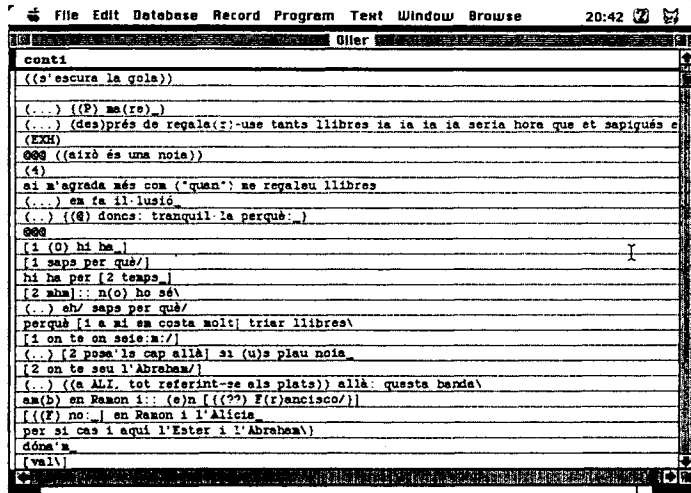 File Edit Database Record Program Text Window Browse 20:42
Oller
conti
((s'escura la gola))
(...) {(P) ma(re)_}
(...) (des)prés de regala(r)-use tants llibres ia ia ia ia seria hora que et sapigués e
(EXH)
@@@ ((això és una noia))
(4)
ai m'agrada més com ("quan") me regaleu llibres
(...) em fa il·lusió_
(..) {(@) doncs: tranquil·la perquè:_}
@@@
[1 (0) hi ha_]
[1 saps per què/]
hi ha per [2 temps_]
[2 mhm]:: n(o) ho sé\
(..) eh/ saps per què/
perquè [1 a mi em costa molt] triar llibres\
[1 on te on seie:m:/]
(..) [2 posa'ls cap allà] si (u)s plau noia_
[2 on te seu l'Abraham/]
(..) ((a ALI, tot referint-se als plats)) allà: questa banda\
am(b) en Ramon i:: (e)n [{(??) F(r)ancisco/}]
[{(F) no:_] en Ramon i l'Alícia_
per si cas i aquí l'Ester i l'Abraham\}
dóna'm_
[val\]